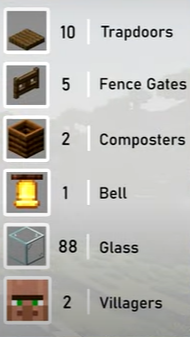 10 Trapdoors
5 Fence Gates
2 Composters
1 Bell
88 Glass
2 Villagers